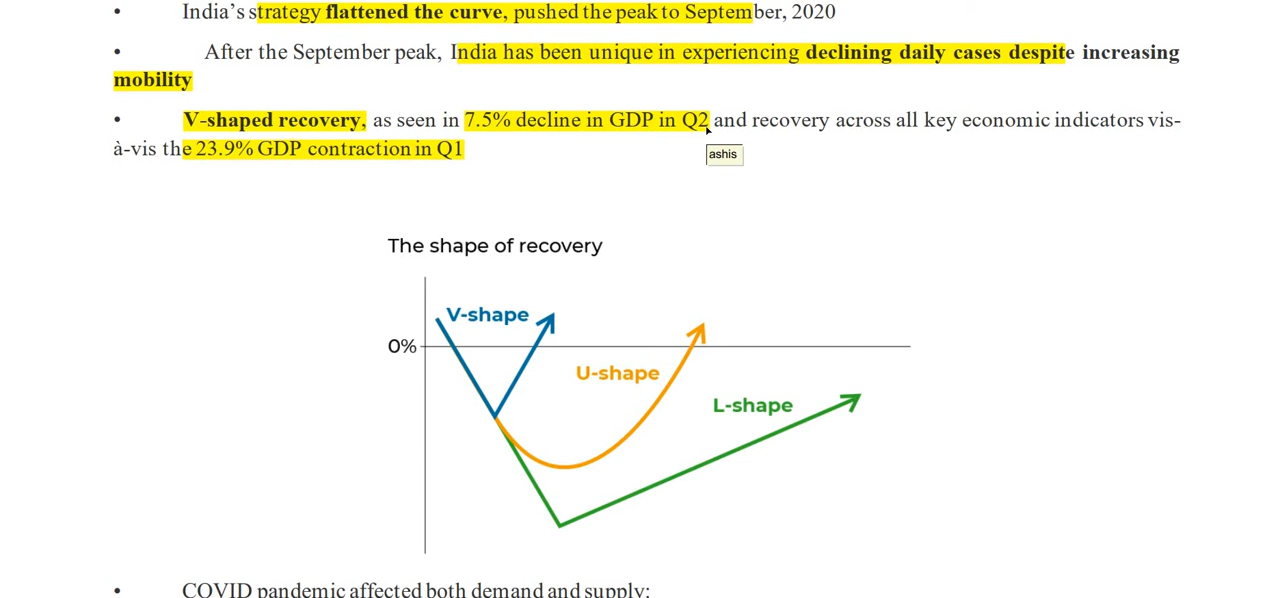 • India's strategy flattened the curve, pushed the peak to September, 2020
• After the September peak, India has been unique in experiencing declining daily cases despite increasing
mobility
• V-shaped recovery, as seen in 7.5% decline in GDP in Q2 and recovery across all key economic indicators vis-
à-vis the 23.9% GDP contraction in Q1
ashis
The shape of recovery
V-shape
0%
U-shape
L-shape
• COVID pandemic affected both demand and supply: